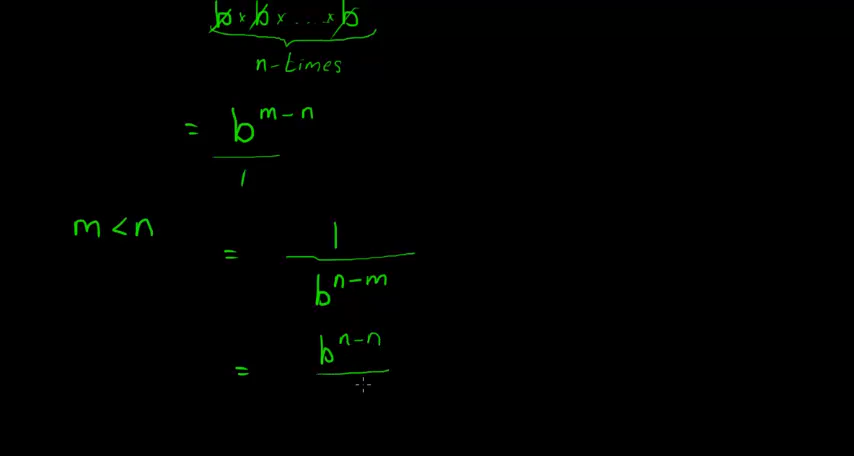 b × b × ... × b
n-times
= b^{m-n}
1
m < n
= 1
b^{n-m}
= b^{n-n}